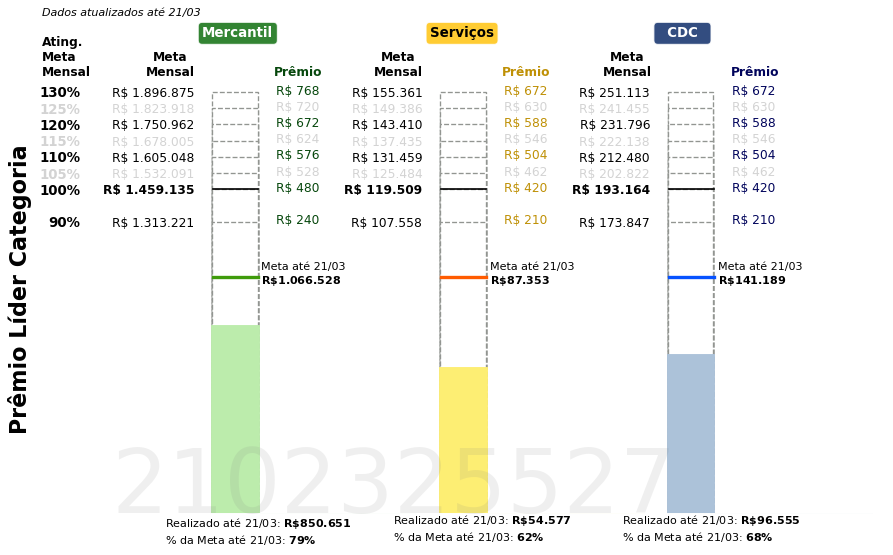 Dados atualizados até 21/03
Mercantil Serviços CDC
Ating. Meta Mensal Meta Mensal Prêmio Meta Mensal Prêmio Meta Mensal Prêmio
130% R$ 1.896.875 R$ 768 R$ 155.361 R$ 672 R$ 251.113 R$ 672
125% R$ 1.823.918 R$ 720 R$ 149.386 R$ 630 R$ 241.455 R$ 630
120% R$ 1.750.962 R$ 672 R$ 143.410 R$ 588 R$ 231.796 R$ 588
115% R$ 1.678.005 R$ 624 R$ 137.435 R$ 546 R$ 222.138 R$ 546
110% R$ 1.605.048 R$ 576 R$ 131.459 R$ 504 R$ 212.480 R$ 504
105% R$ 1.532.091 R$ 528 R$ 125.484 R$ 462 R$ 202.822 R$ 462
100% R$ 1.459.135 R$ 480 R$ 119.509 R$ 420 R$ 193.164 R$ 420
90% R$ 1.313.221 R$ 240 R$ 107.558 R$ 210 R$ 173.847 R$ 210
Meta até 21/03 Meta até 21/03 Meta até 21/03
R$1.066.528 R$87.353 R$141.189
Prêmio Líder Categoria
2102325527
Realizado até 21/03: R$850.651 Realizado até 21/03: R$54.577 Realizado até 21/03: R$96.555
% da Meta até 21/03: 79% % da Meta até 21/03: 62% % da Meta até 21/03: 68%